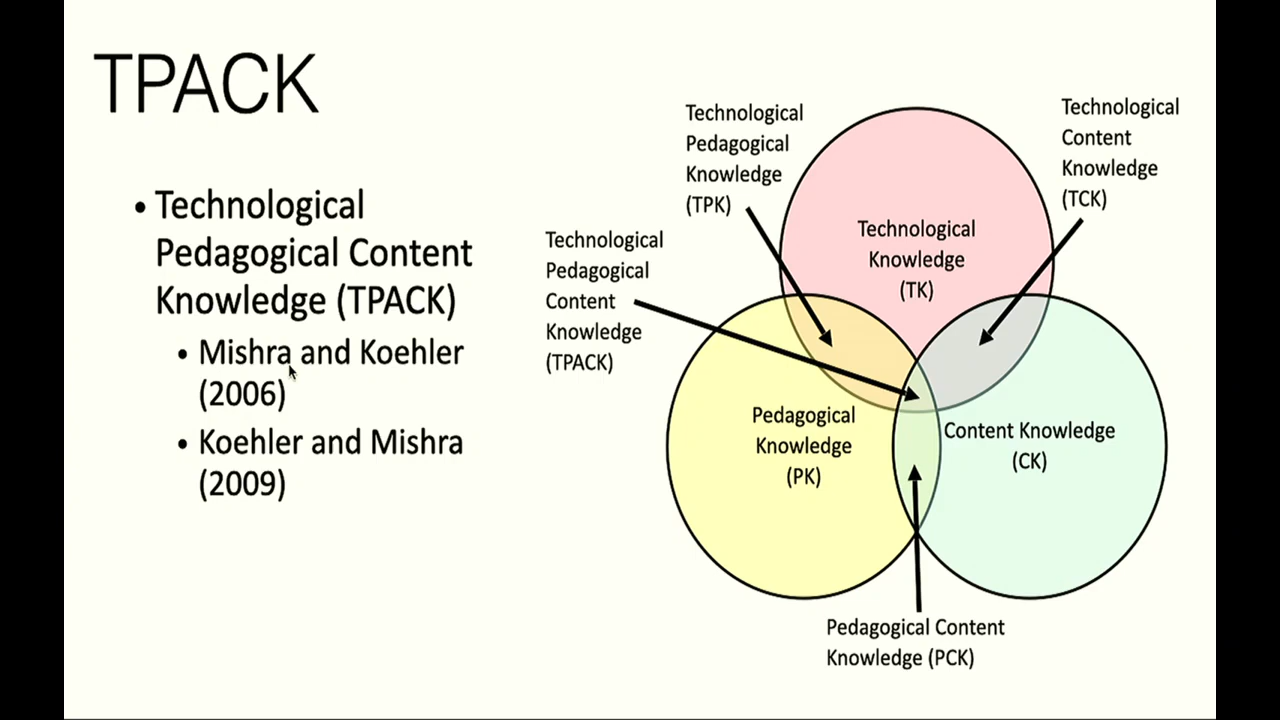 TPACK
• Technological
Pedagogical Content
Knowledge (TPACK)
• Mishra and Koehler
(2006)
• Koehler and Mishra
(2009)
Technological
Pedagogical
Knowledge
(TPK)
Technological
Content
Knowledge
(TCK)
Technological
Pedagogical
Content
Knowledge
(TPACK)
Technological
Knowledge
(TK)
Pedagogical
Knowledge
(PK)
Content Knowledge
(CK)
Pedagogical Content
Knowledge (PCK)